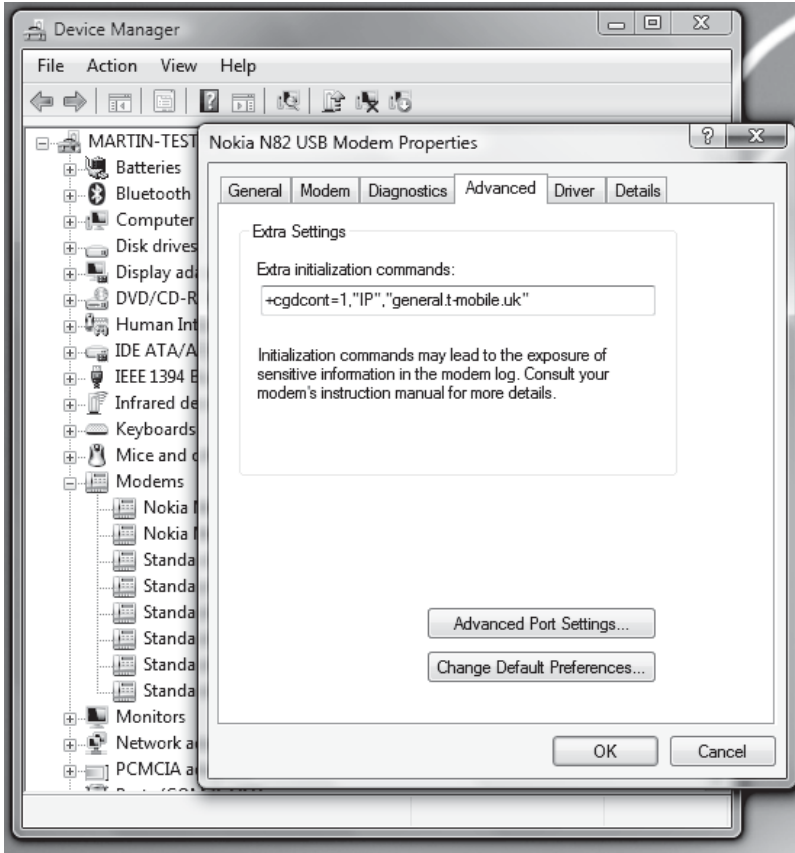 Device Manager
File Action View Help
MARTIN-TEST
Batteries
Bluetooth
Computer
Disk drives
Display ada
DVD/CD-R
Human Int
IDE ATA/A
IEEE 1394 B
Infrared de
Keyboards
Mice and
Modems
Nokia
Nokia
Standa
Standa
Standa
Standa
Standa
Standa
Monitors
Network a
PCMCIA a
Nokia N82 USB Modem Properties
General Modem Diagnostics Advanced Driver Details
Extra Settings
Extra initialization commands:
+cgdcont=1,"IP","general.t-mobile.uk"
Initialization commands may lead to the exposure of
sensitive information in the modem log. Consult your
modem's instruction manual for more details.
Advanced Port Settings...
Change Default Preferences...
OK Cancel